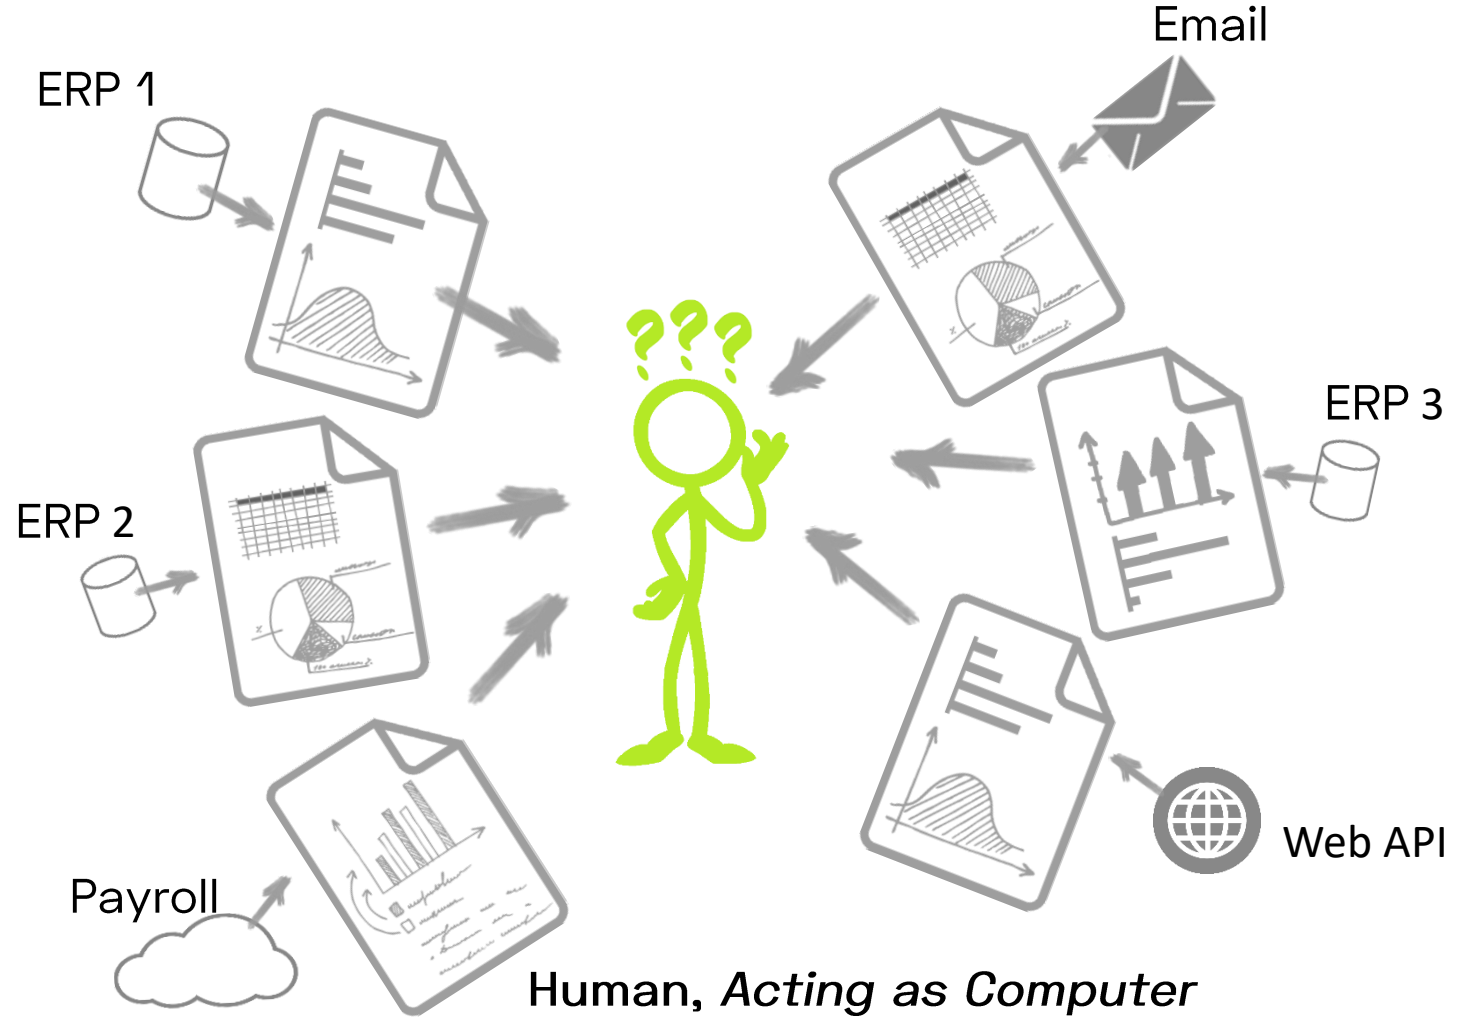 Email
ERP 1
ERP 3
ERP 2
Web API
Payroll
Human, Acting as Computer
???